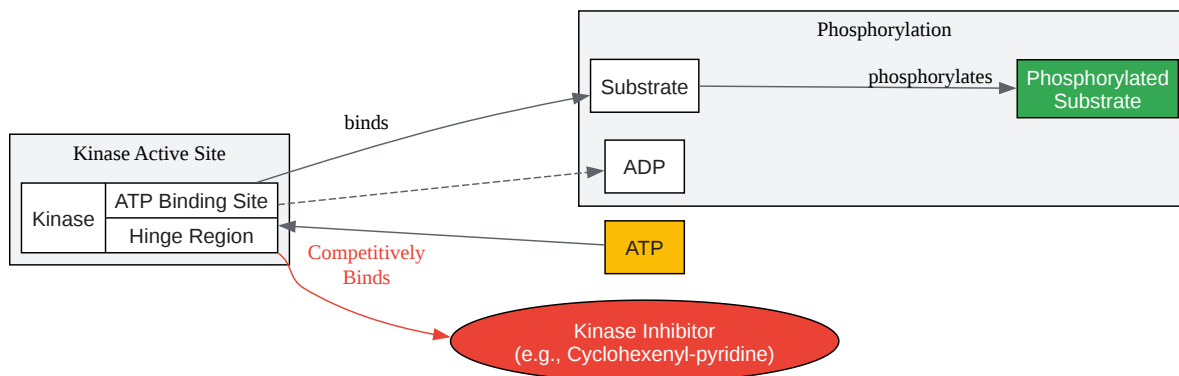 Phosphorylation
Substrate
phosphorylates
Phosphorylated
Substrate
binds
Kinase Active Site
ADP
Kinase
ATP Binding Site
Hinge Region
ATP
Competitively
Binds
Kinase Inhibitor
(e.g., Cyclohexenyl-pyridine)